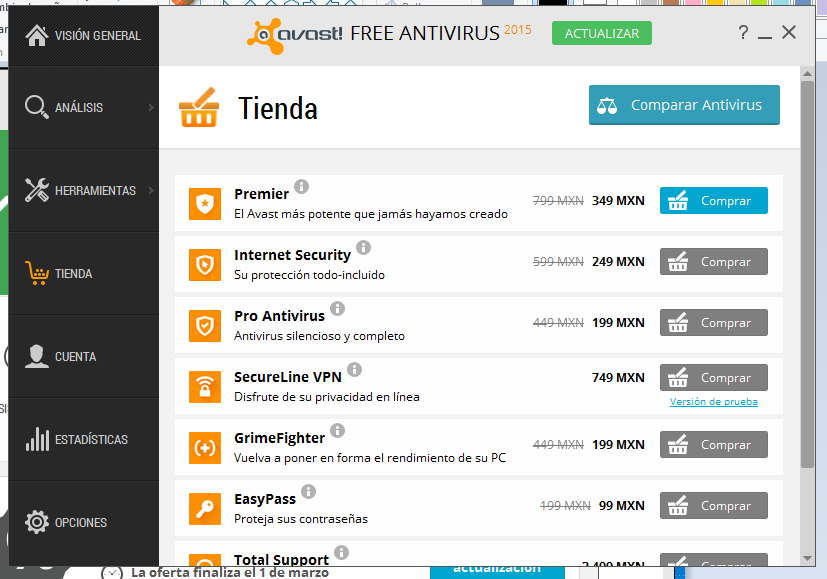 avast! FREE ANTIVIRUS 2015
ACTUALIZAR
?
VISIÓN GENERAL
ANÁLISIS
HERRAMIENTAS
TIENDA
CUENTA
ESTADÍSTICAS
OPCIONES
Tienda
Comparar Antivirus
Premier
El Avast más potente que jamás hayamos creado
799 MXN 349 MXN
Comprar
Internet Security
Su protección todo-incluido
599 MXN 249 MXN
Comprar
Pro Antivirus
Antivirus silencioso y completo
449 MXN 199 MXN
Comprar
SecureLine VPN
Disfrute de su privacidad en línea
749 MXN
Comprar
Versión de prueba
GrimeFighter
Vuelva a poner en forma el rendimiento de su PC
449 MXN 199 MXN
Comprar
EasyPass
Proteja sus contraseñas
199 MXN 99 MXN
Comprar
Total Support
2,499 MXN
Comprar
La oferta finaliza el 1 de marzo
actualización